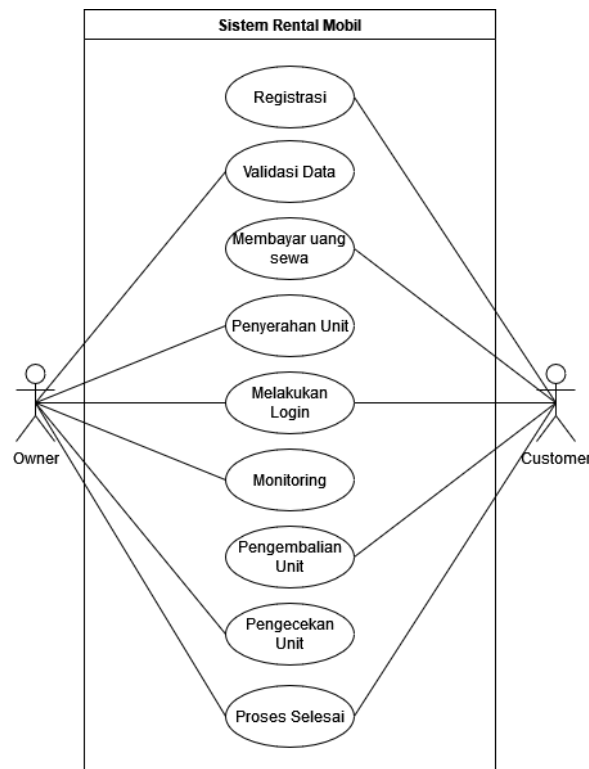 Sistem Rental Mobil
Registrasi
Validasi Data
Membayar uang
sewa
Penyerahan Unit
Melakukan
Login
Owner
Customer
Monitoring
Pengembalian
Unit
Pengecekan
Unit
Proses Selesai